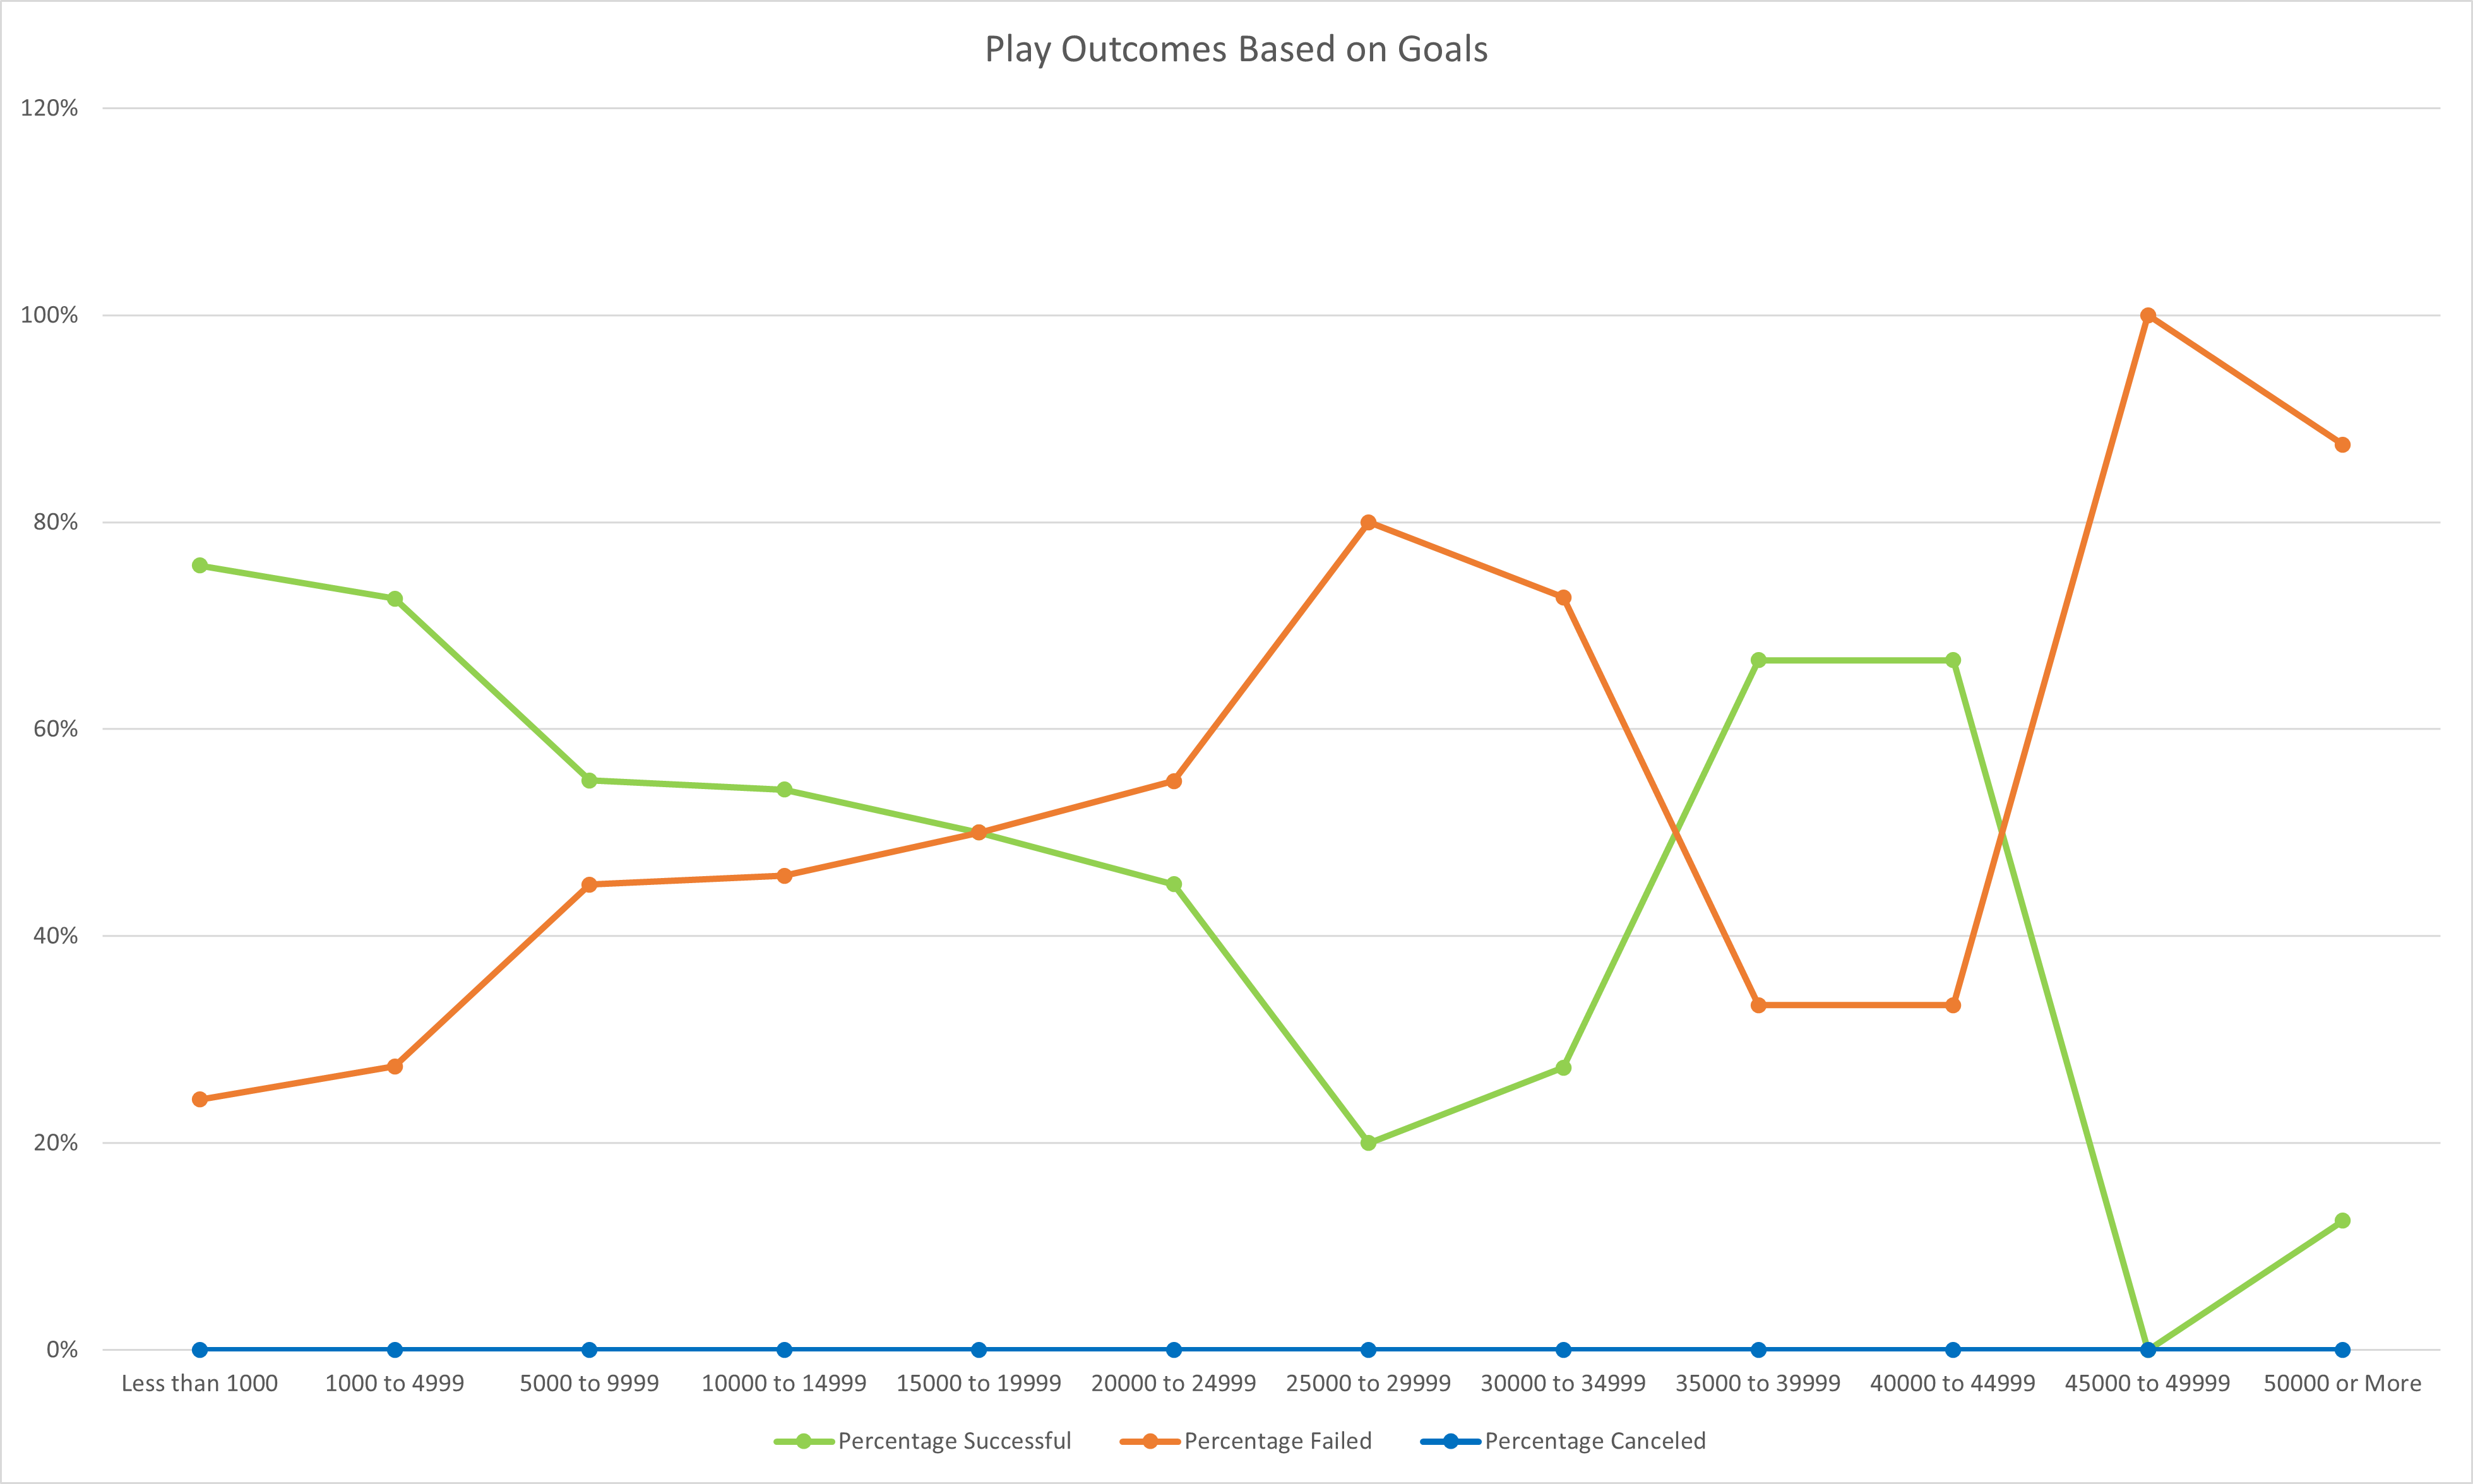 Play Outcomes Based on Goals
120%
100%
80%
60%
40%
20%
0%
Less than 1000 1000 to 4999 5000 to 9999 10000 to 14999 15000 to 19999 20000 to 24999 25000 to 29999 30000 to 34999 35000 to 39999 40000 to 44999 45000 to 49999 50000 or More
Percentage Successful Percentage Failed Percentage Canceled